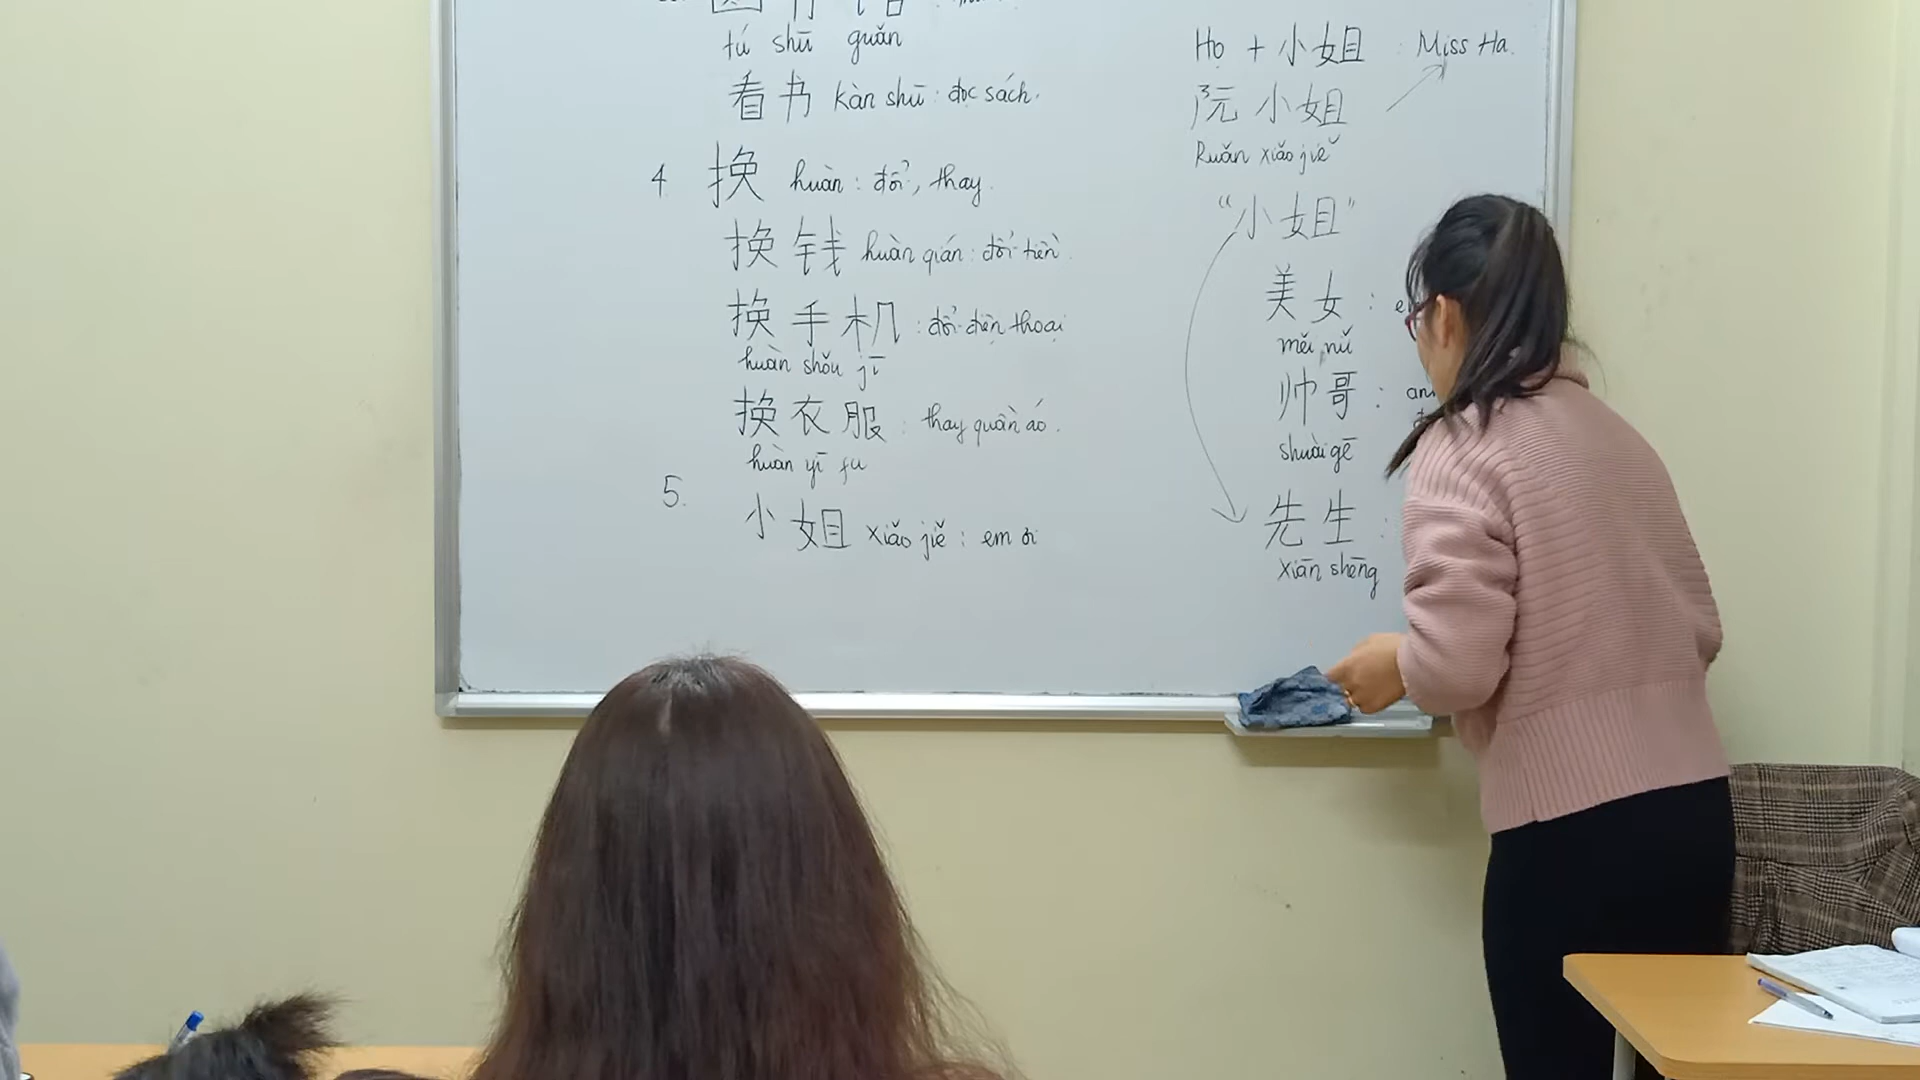 tú shū guǎn
看书 kàn shū : đọc sách.
4 换 huàn : đổi, thay.
换钱 huàn qián : đổi tiền.
换手机 : đổi điện thoại
huàn shǒu jī
换衣服 : thay quần áo.
huàn yī fu
5. 小姐 xiǎo jiě : em ơi
Họ + 小姐 : Miss Ha.
阮小姐
Ruǎn xiǎo jiě
“小姐”
美女 :
měi nǚ
帅哥 :
shuài gē
先生 :
xiān shēng